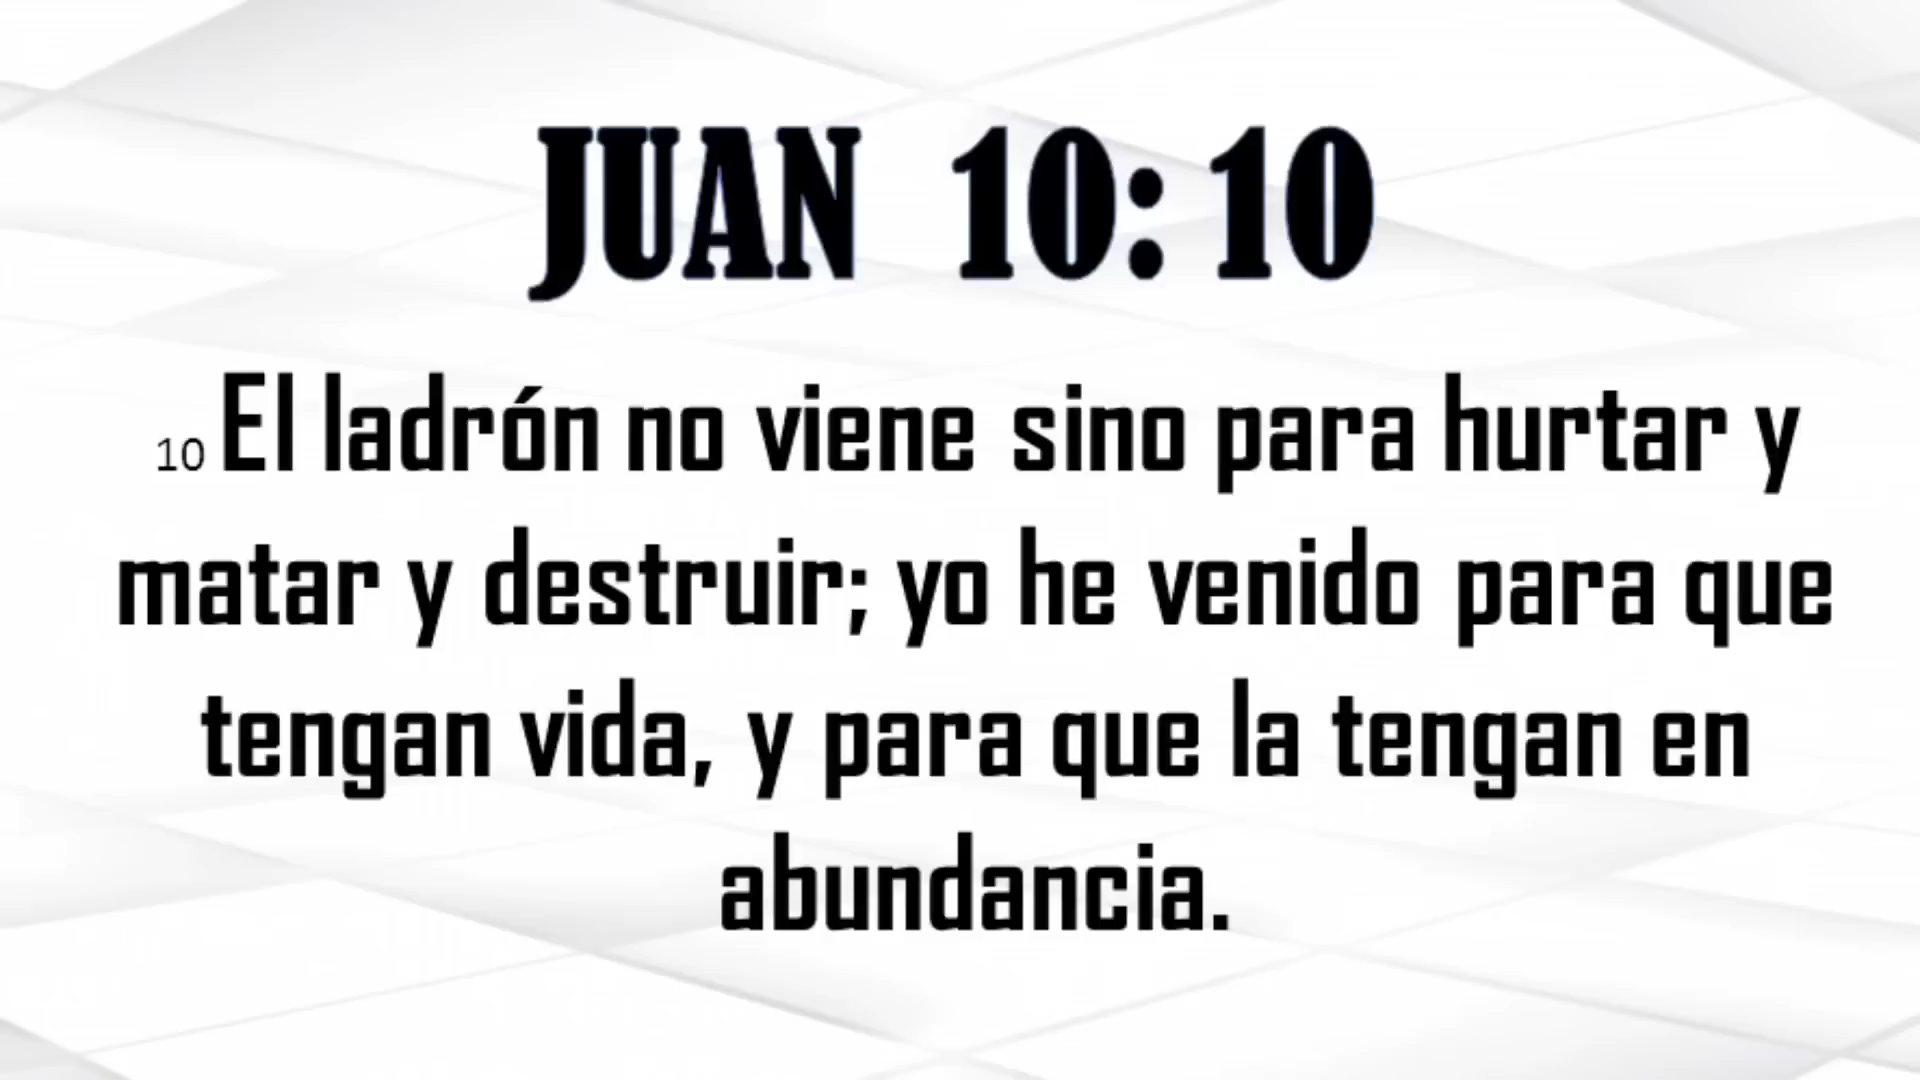 JUAN 10:10
10 El ladrón no viene sino para hurtar y
matar y destruir; yo he venido para que
tengan vida, y para que la tengan en
abundancia.